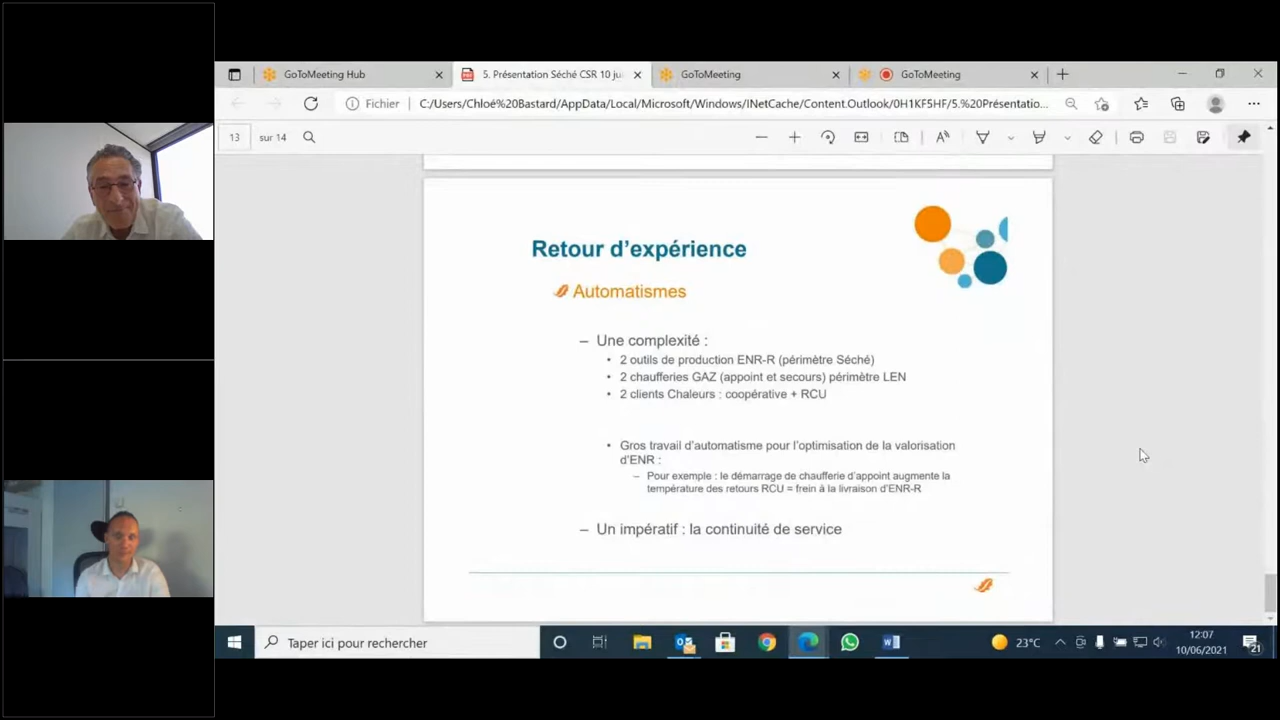 GoToMeeting Hub
5. Présentation Séché CSR 10 ju
GoToMeeting
GoToMeeting
Fichier
C:/Users/Chloé%20Bastard/AppData/Local/Microsoft/Windows/INetCache/Content.Outlook/0H1KF5HF/5.%20Présentatio...
13 sur 14
Retour d'expérience
Automatismes
– Une complexité :
• 2 outils de production ENR-R (périmètre Séché)
• 2 chaufferies GAZ (appoint et secours) périmètre LEN
• 2 clients Chaleurs : coopérative + RCU
• Gros travail d'automatisme pour l'optimisation de la valorisation
d'ENR :
– Pour exemple : le démarrage de chaufferie d'appoint augmente la
température des retours RCU = frein à la livraison d'ENR-R
– Un impératif : la continuité de service
Taper ici pour rechercher
23°C
12:07
10/06/2021
21